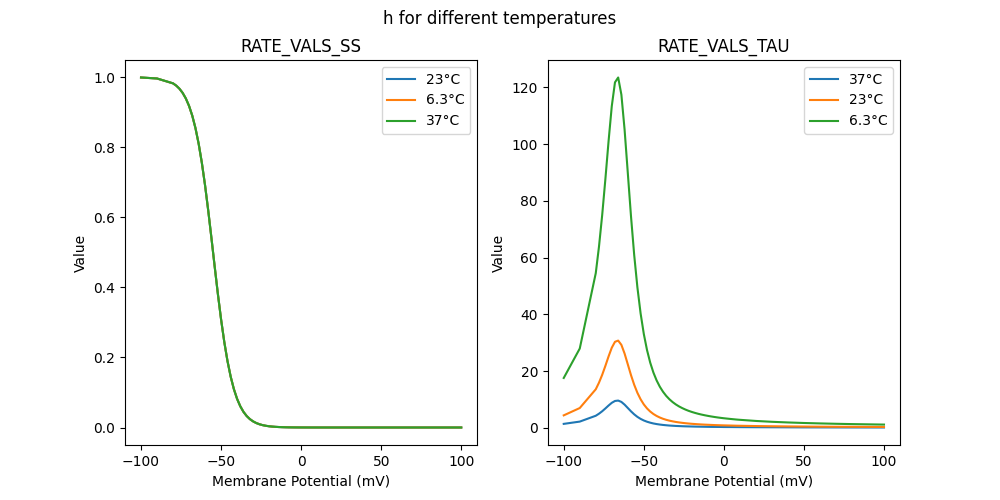 h for different temperatures
RATE_VALS_SS
1.0
0.8
0.6
0.4
0.2
0.0
Value
−100
−50
0
50
100
Membrane Potential (mV)
23°C
6.3°C
37°C
RATE_VALS_TAU
120
100
80
60
40
20
0
Value
−100
−50
0
50
100
Membrane Potential (mV)
37°C
23°C
6.3°C